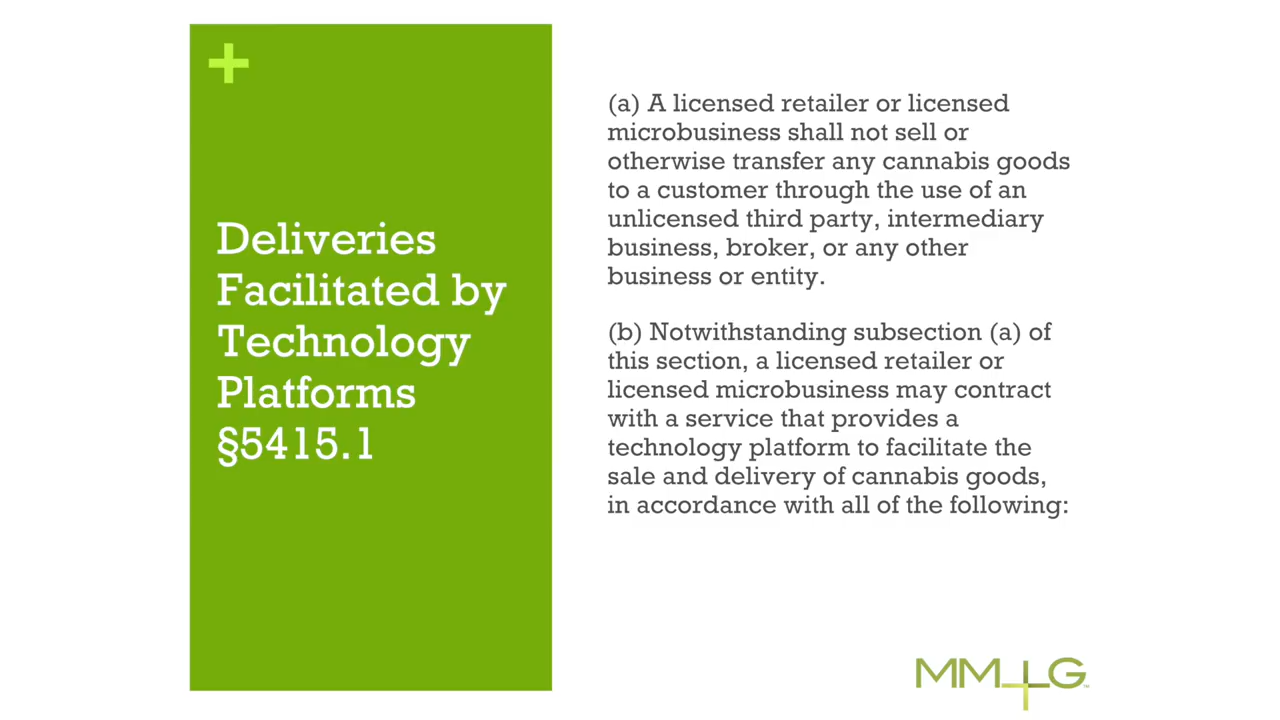 +
Deliveries
Facilitated by
Technology
Platforms
§5415.1
(a) A licensed retailer or licensed
microbusiness shall not sell or
otherwise transfer any cannabis goods
to a customer through the use of an
unlicensed third party, intermediary
business, broker, or any other
business or entity.
(b) Notwithstanding subsection (a) of
this section, a licensed retailer or
licensed microbusiness may contract
with a service that provides a
technology platform to facilitate the
sale and delivery of cannabis goods,
in accordance with all of the following:
MMLG™